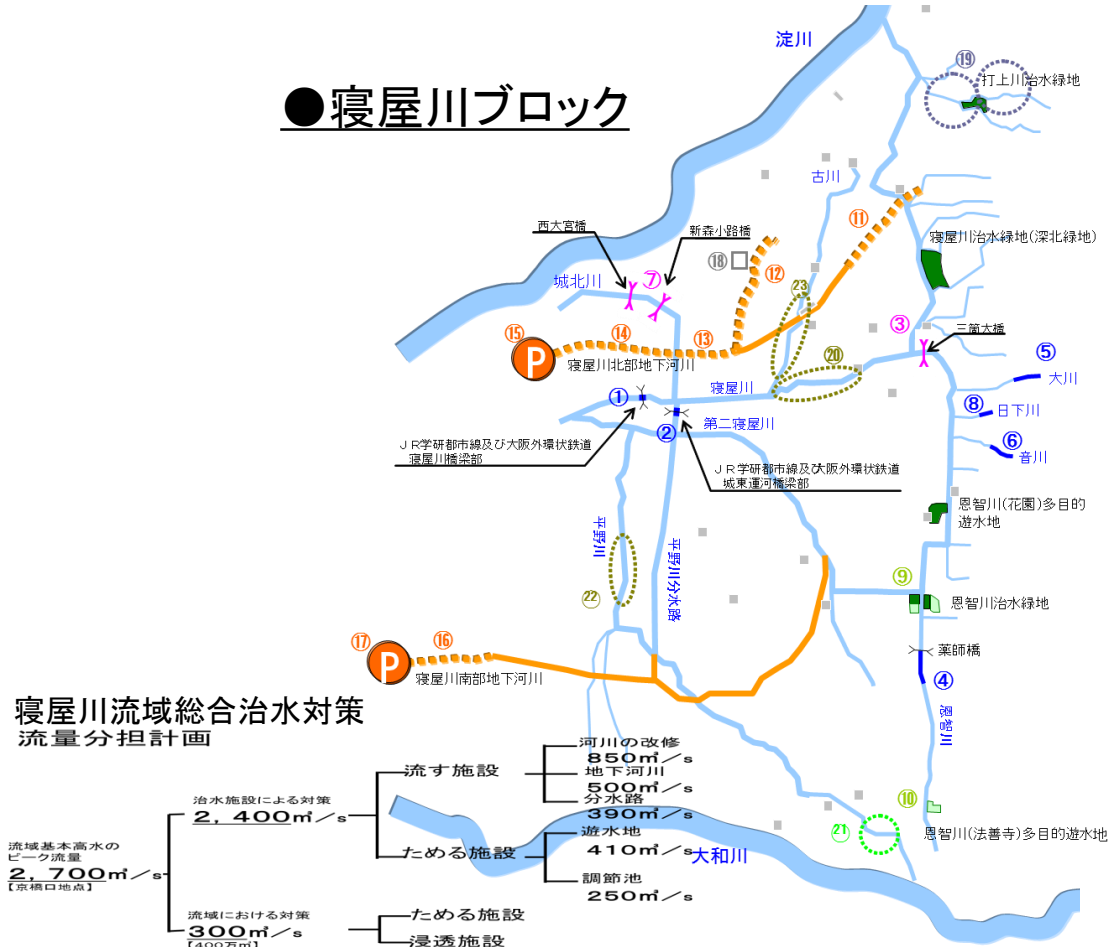 淀川
⑲
打上川治水緑地
●寝屋川ブロック
古川
⑪
西大宮橋
新森小路橋
寝屋川治水緑地(深北緑地)
⑱
⑫
城北川
⑦
㉓
⑮
⑭
⑬
③
三箇大橋
P
寝屋川北部地下河川
⑳
⑤
大川
①
寝屋川
⑧
日下川
②
第二寝屋川
⑥
音川
JR学研都市線及び大阪外環状鉄道
寝屋川橋梁部
JR学研都市線及び大阪外環状鉄道
城東運河橋梁部
恩智川(花園)多目的
遊水地
平野川
平野川分水路
⑨
㉒
恩智川治水緑地
⑰
⑯
P
寝屋川南部地下河川
薬師橋
④
恩智川
寝屋川流域総合治水対策
流量分担計画
河川の改修
850㎥/s
流す施設
地下河川
500㎥/s
治水施設による対策
2,400㎥/s
分水路
390㎥/s
⑩
恩智川(法善寺)多目的遊水地
㉑
流域基本高水の
ピーク流量
2,700㎥/s
【京橋口地点】
ためる施設
遊水地
410㎥/s
大和川
調節池
250㎥/s
流域における対策
300㎥/s
【400万㎥】
ためる施設
浸透施設